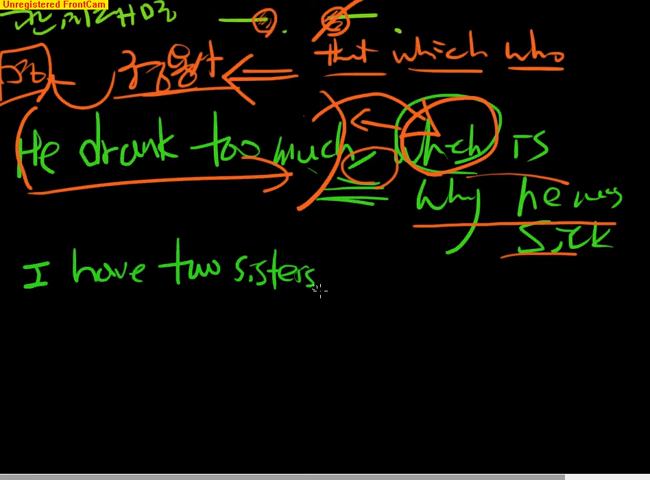 Unregistered FrontCam
that which who
He drank too much, which is
why he was
sick
I have two sisters